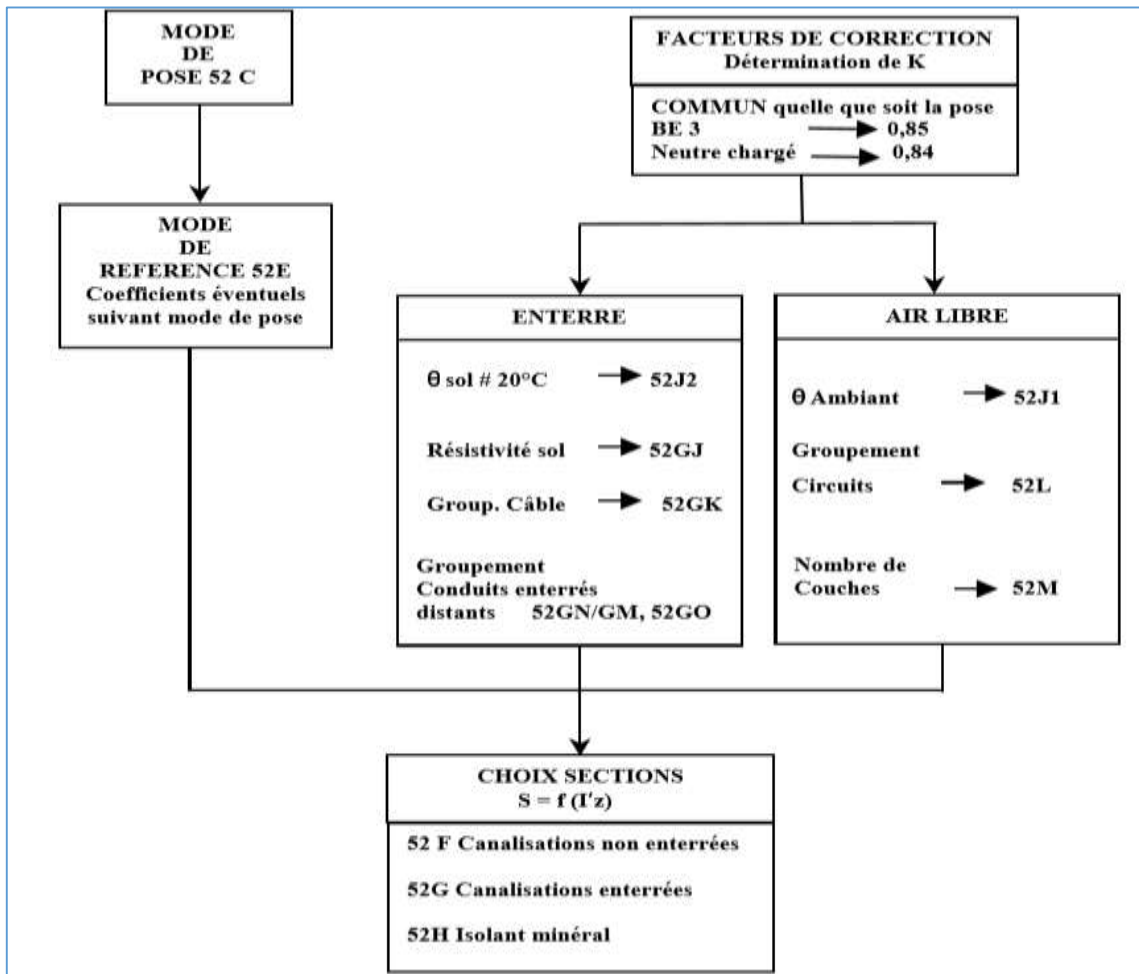 MODE
DE
POSE 52 C
MODE
DE
REFERENCE 52E
Coefficients éventuels
suivant mode de pose
FACTEURS DE CORRECTION
Détermination de K
COMMUN quelle que soit la pose
BE 3 0,85
Neutre chargé 0,84
ENTERRE
θ sol # 20°C 52J2
Résistivité sol 52GJ
Group. Câble 52GK
Groupement
Conduits enterrés
distants 52GN/GM, 52GO
AIR LIBRE
θ Ambiant 52J1
Groupement
Circuits 52L
Nombre de
Couches 52M
CHOIX SECTIONS
S = f (I'z)
52 F Canalisations non enterrées
52G Canalisations enterrées
52H Isolant minéral